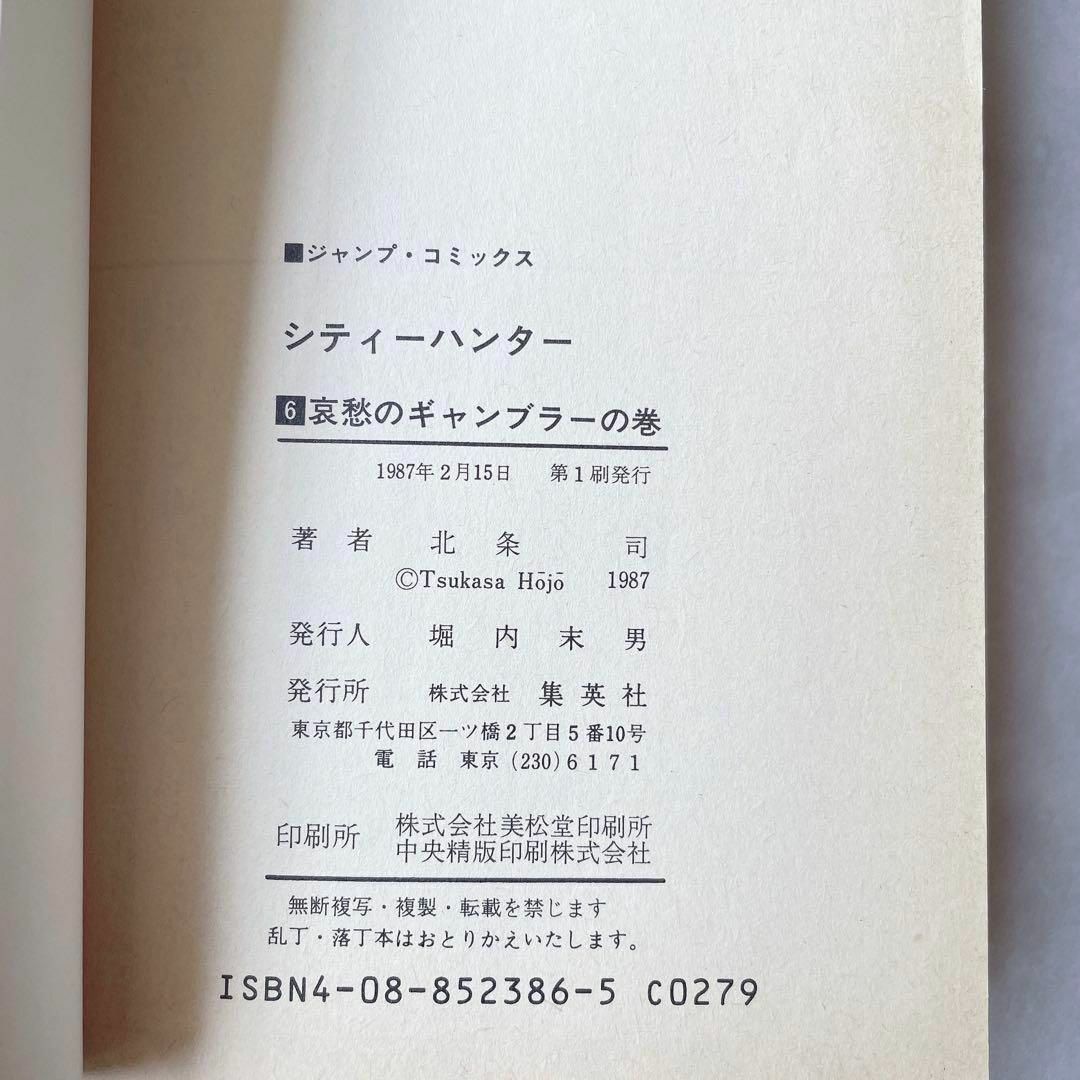 ■ジャンプ・コミックス
シティーハンター
6 哀愁のギャンブラーの巻
1987年2月15日 第1刷発行
著者 北条 司
©Tsukasa Hōjō 1987
発行人 堀内末男
発行所 株式会社 集英社
東京都千代田区一ツ橋2丁目5番10号
電話 東京(230)6171
印刷所 株式会社美松堂印刷所
中央精版印刷株式会社
無断複写・複製・転載を禁じます
乱丁・落丁本はおとりかえいたします。
ISBN4-08-852386-5 C0279